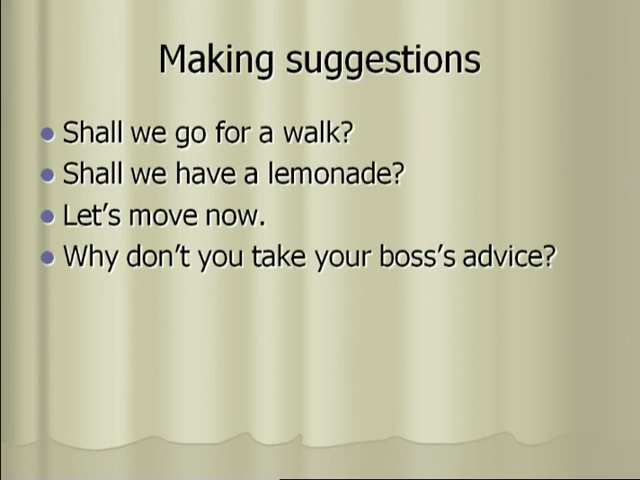 Making suggestions
Shall we go for a walk?
Shall we have a lemonade?
Let's move now.
Why don't you take your boss's advice?